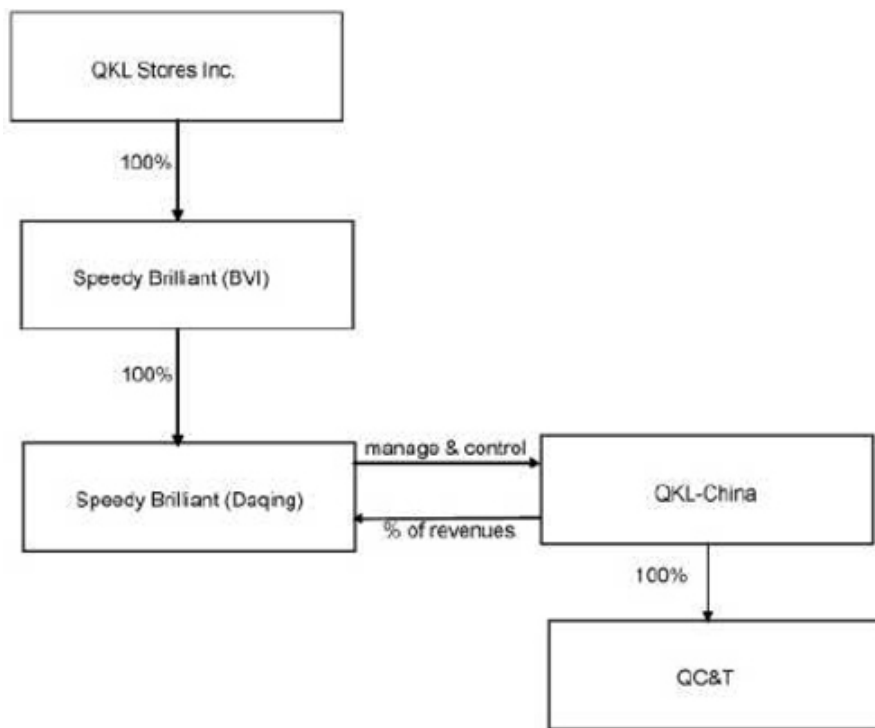 QKL Stores Inc.
100%
Speedy Brilliant (BVI)
100%
Speedy Brilliant (Daqing)
manage & control
QKL-China
% of revenues
100%
QC&T